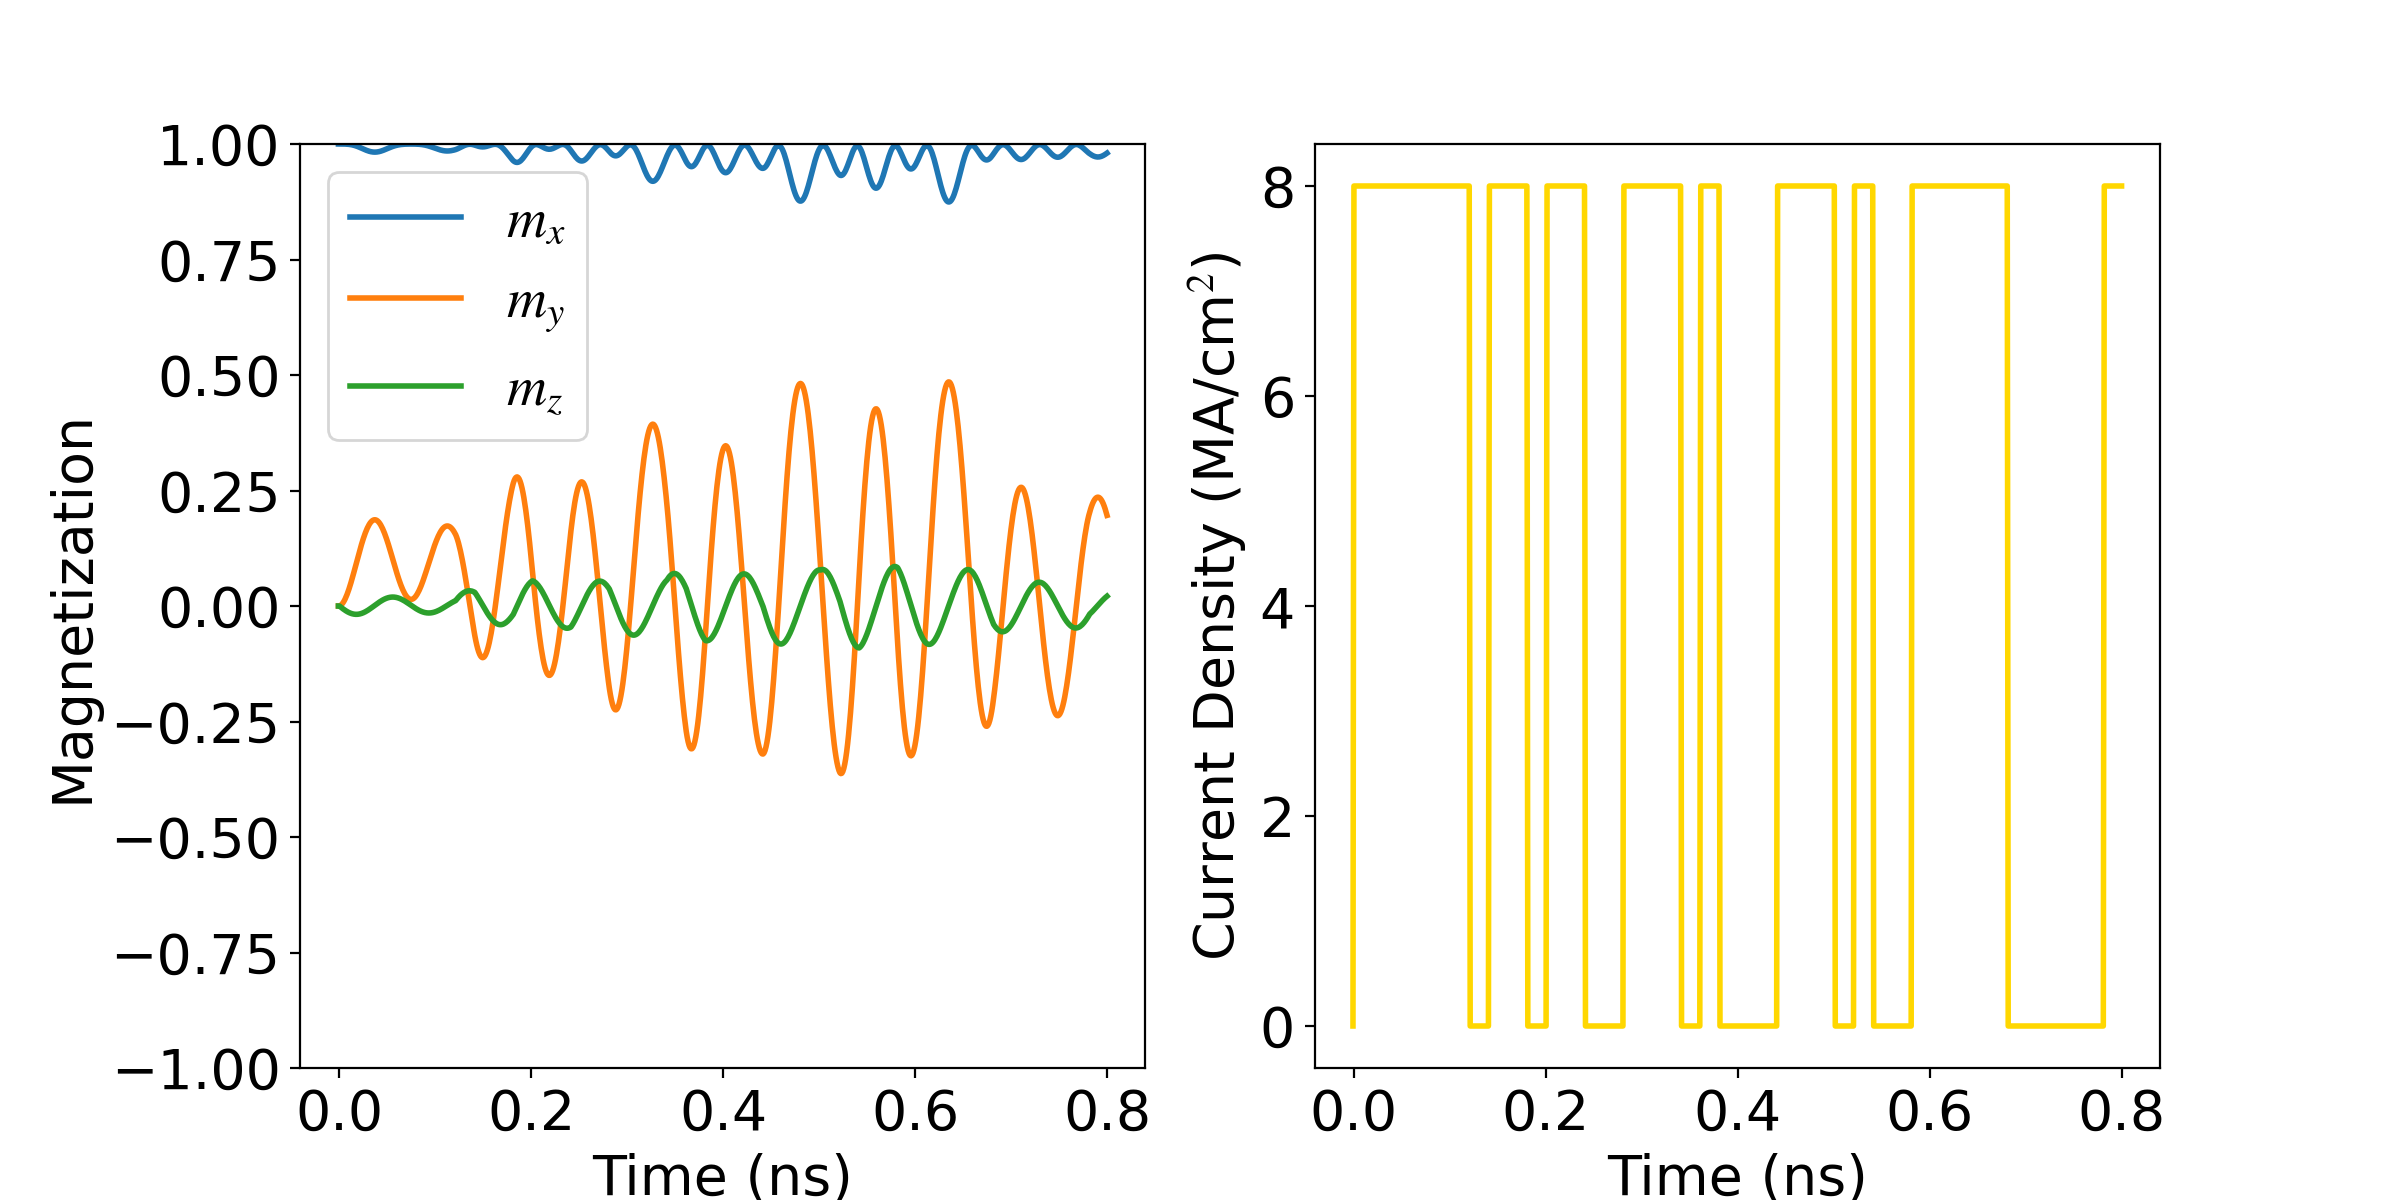 1.00
0.75
0.50
0.25
0.00
−0.25
−0.50
−0.75
−1.00
Magnetization
m_x
m_y
m_z
0.0 0.2 0.4 0.6 0.8
Time (ns)
8
6
4
2
0
Current Density (MA/cm²)
0.0 0.2 0.4 0.6 0.8
Time (ns)